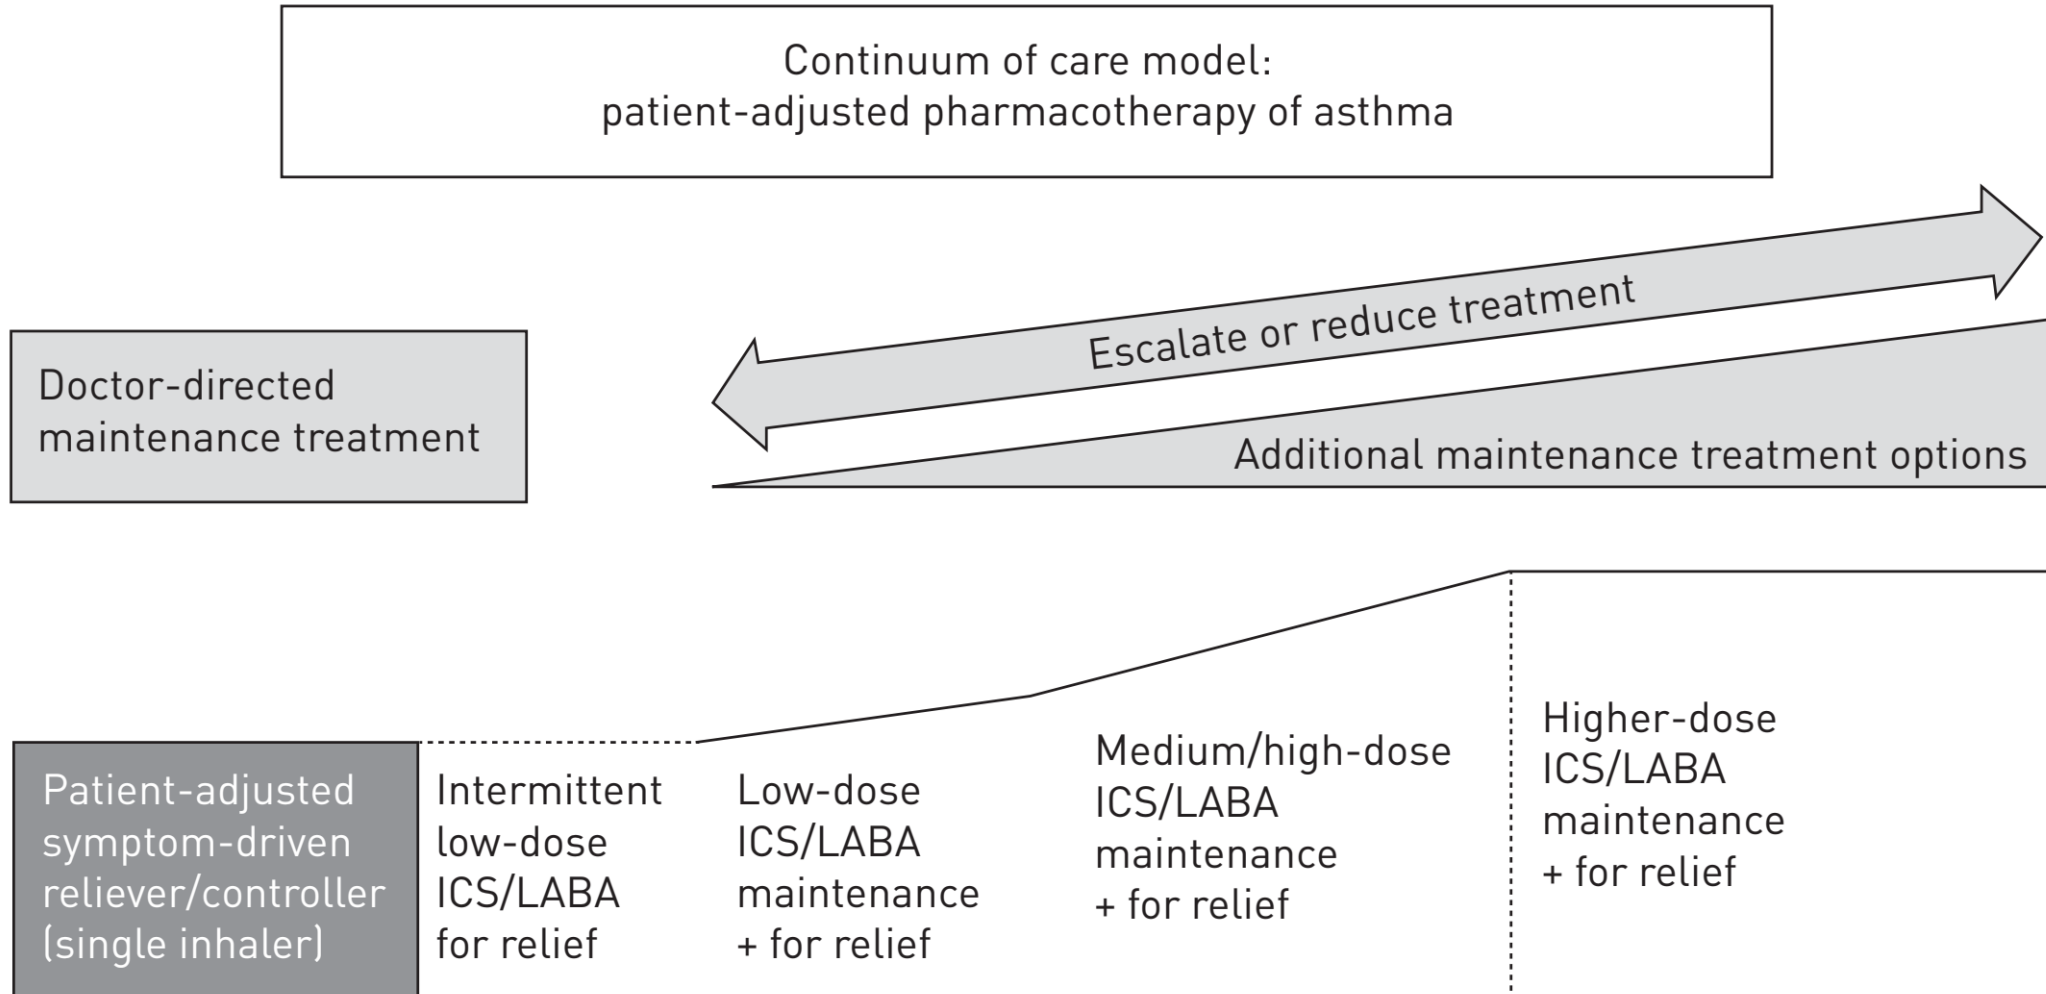 Continuum of care model:
patient-adjusted pharmacotherapy of asthma
Escalate or reduce treatment
Doctor-directed
maintenance treatment
Additional maintenance treatment options
Patient-adjusted
symptom-driven
reliever/controller
(single inhaler)
Intermittent
low-dose
ICS/LABA
for relief
Low-dose
ICS/LABA
maintenance
+ for relief
Medium/high-dose
ICS/LABA
maintenance
+ for relief
Higher-dose
ICS/LABA
maintenance
+ for relief